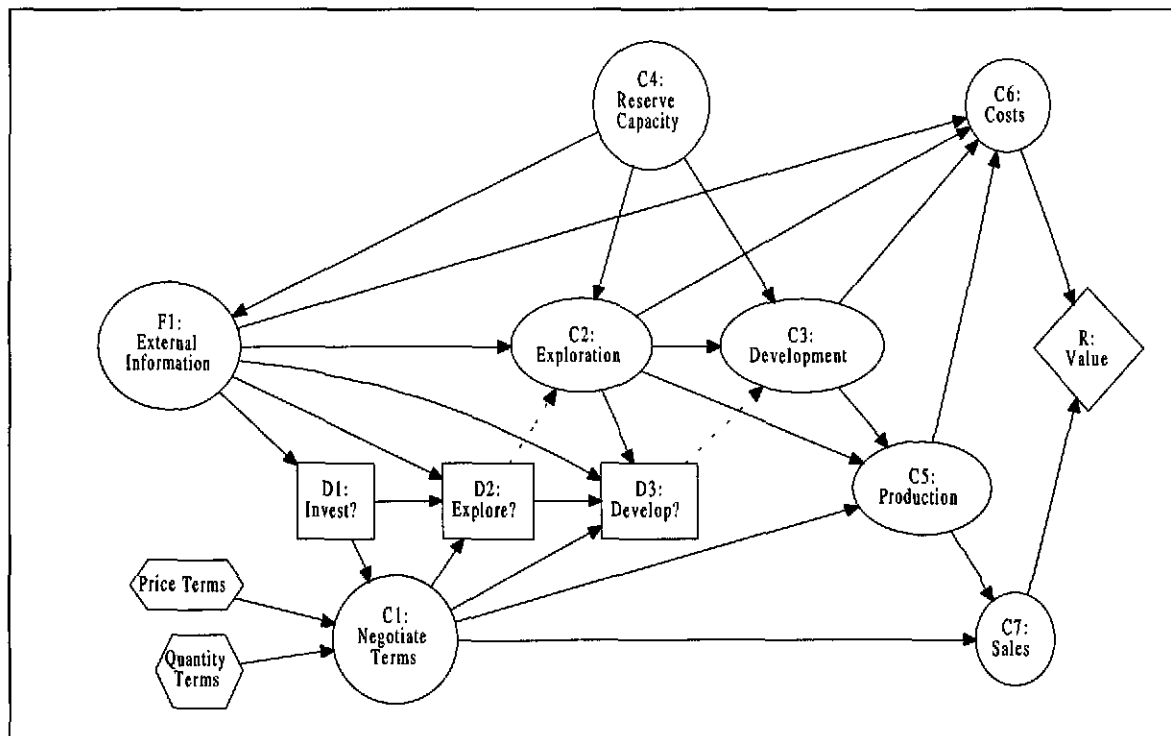 C4:
Reserve
Capacity
C6:
Costs
F1:
External
Information
C2:
Exploration
C3:
Development
R:
Value
D1:
Invest?
D2:
Explore?
D3:
Develop?
C5:
Production
Price Terms
C1:
Negotiate
Terms
Quantity
Terms
C7:
Sales